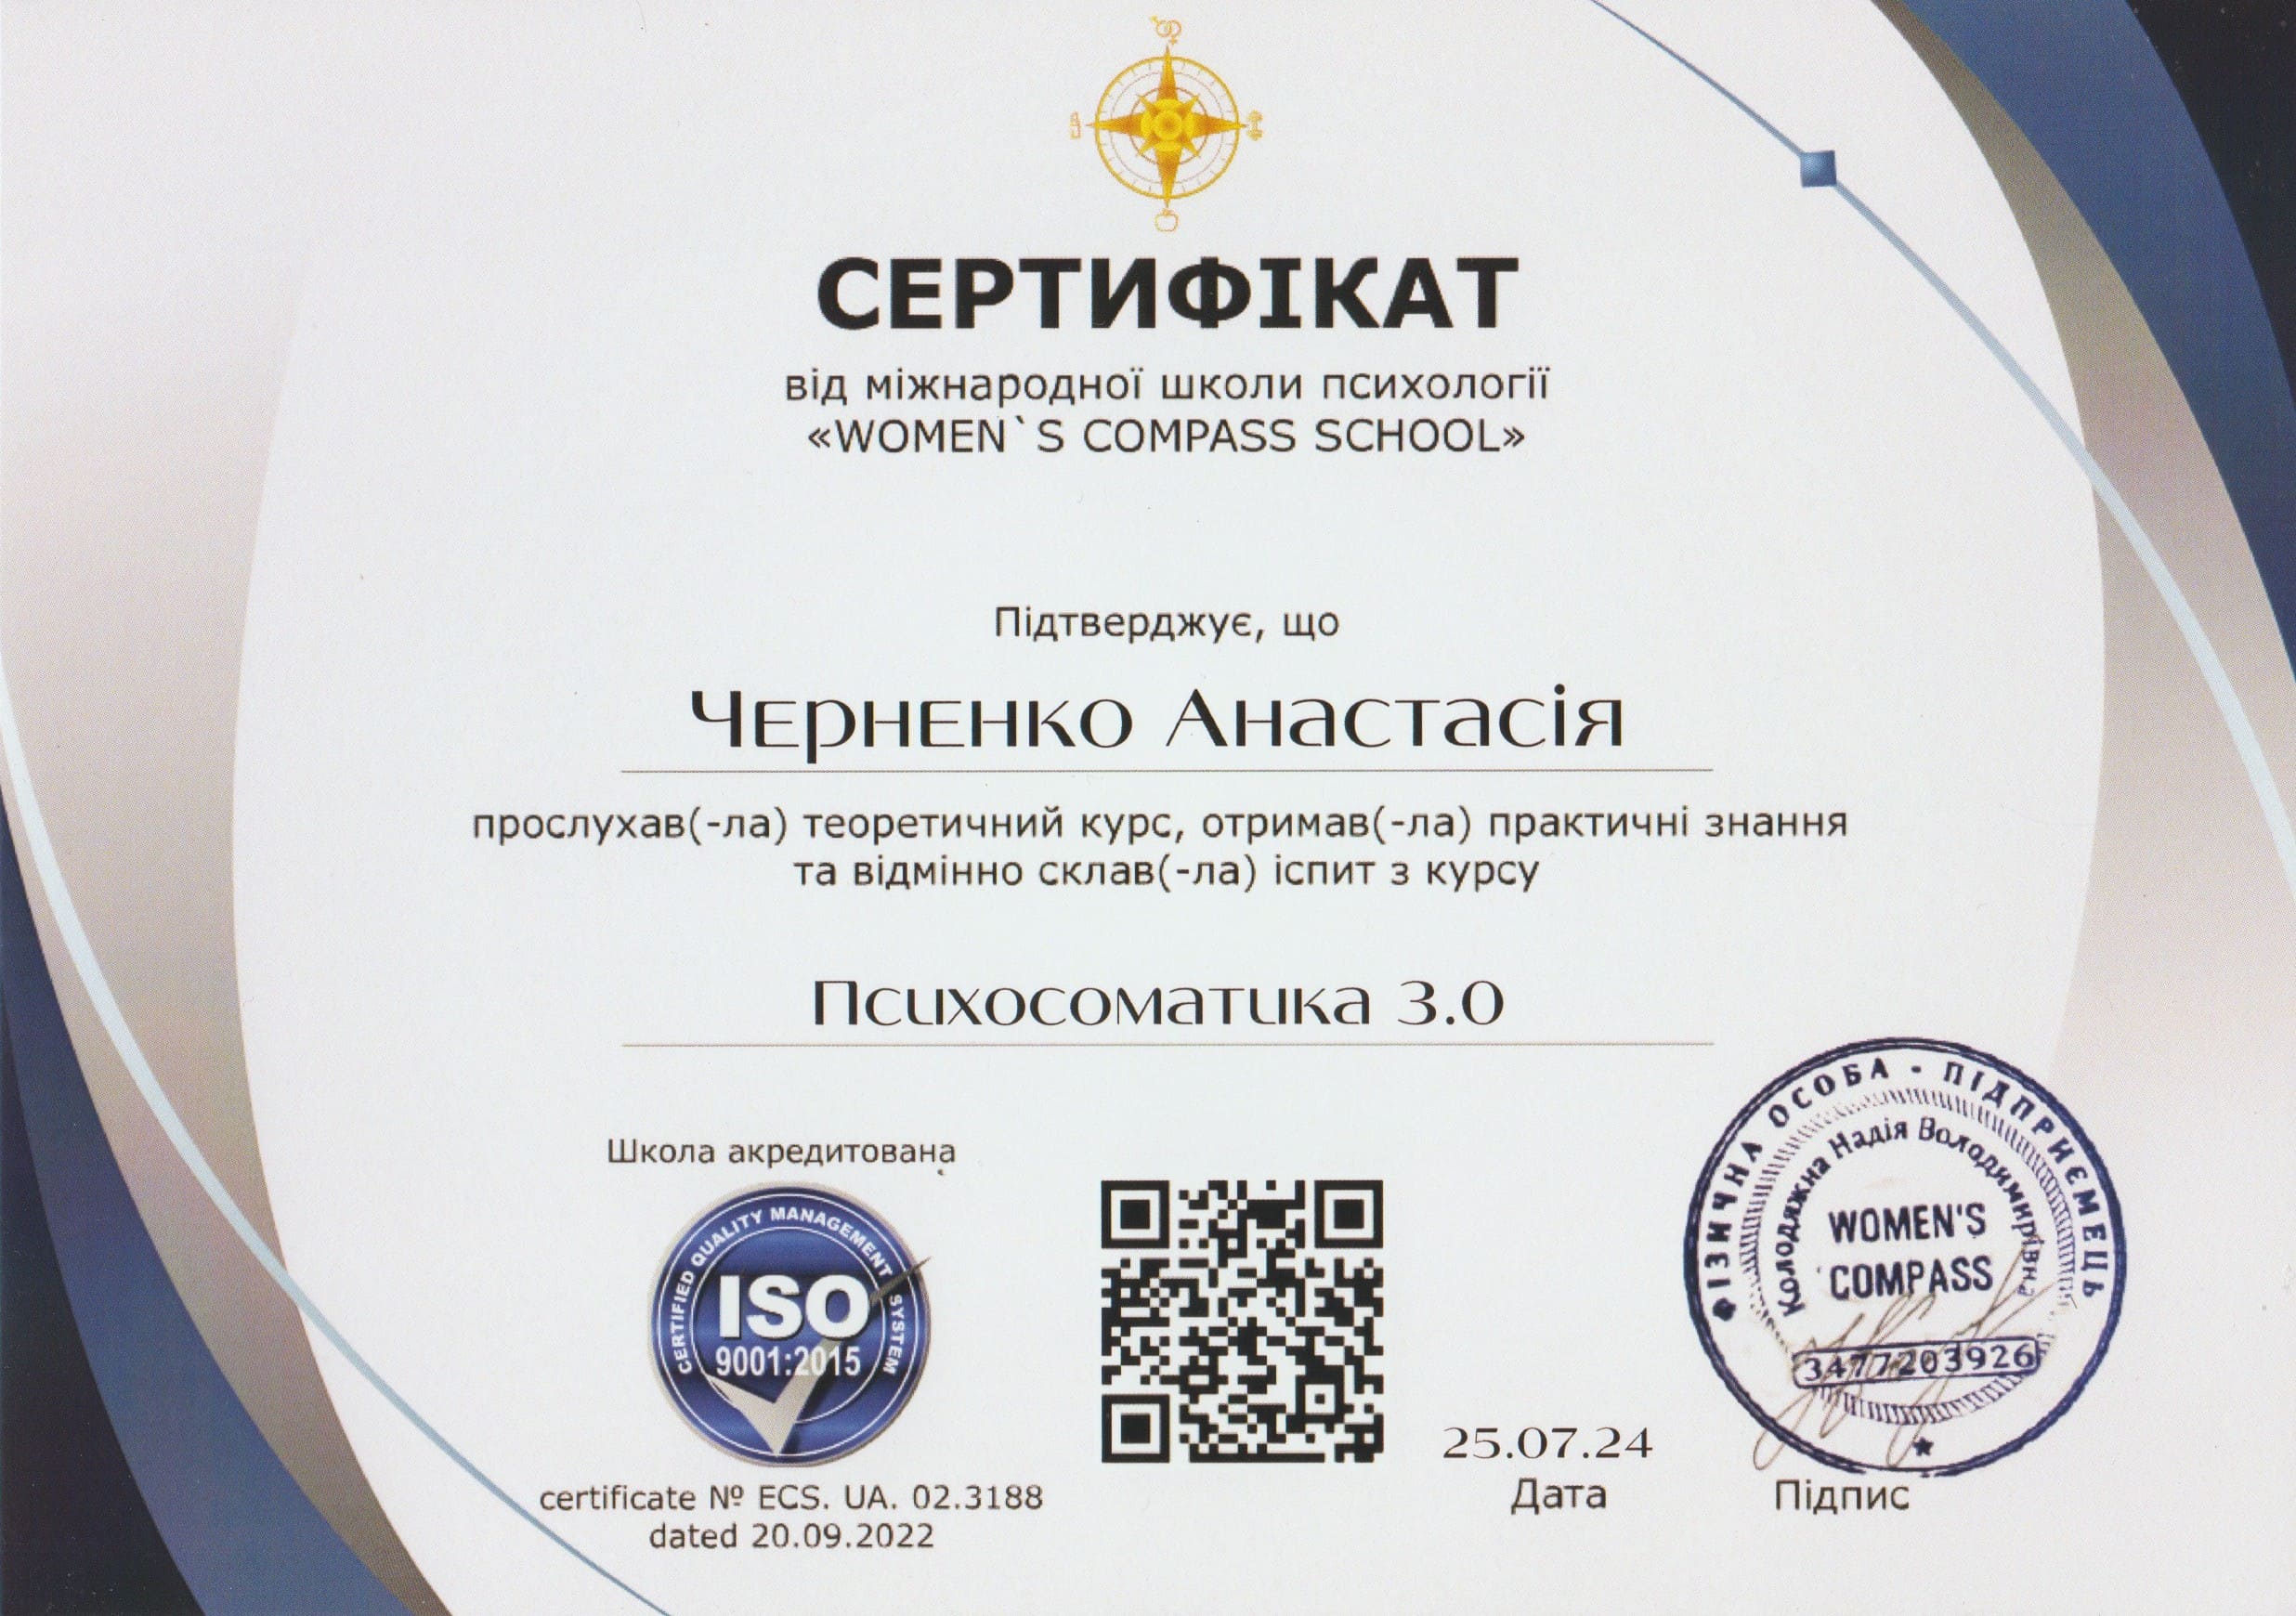 СЕРТИФІКАТ
від міжнародної школи психології
«WOMEN`S COMPASS SCHOOL»
Підтверджує, що
Черненко Анастасія
прослухав(-ла) теоретичний курс, отримав(-ла) практичні знання
та відмінно склав(-ла) іспит з курсу
Психосоматика 3.0
Школа акредитована
CERTIFIED QUALITY MANAGEMENT SYSTEM
ISO
9001:2015
certificate № ECS. UA. 02.3188
dated 20.09.2022
25.07.24
Дата
ФІЗИЧНА ОСОБА - ПІДПРИЄМЕЦЬ
Колодяжна Надія Володимирівна
WOMEN'S
COMPASS
3477203926
Підпис